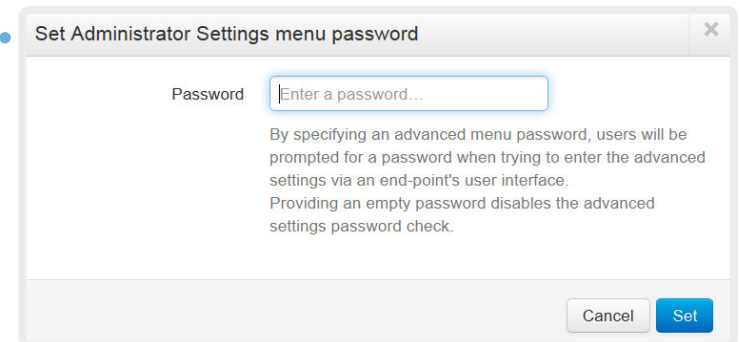 Set Administrator Settings menu password
Password
Enter a password…
By specifying an advanced menu password, users will be
prompted for a password when trying to enter the advanced
settings via an end-point's user interface.
Providing an empty password disables the advanced
settings password check.
Cancel
Set